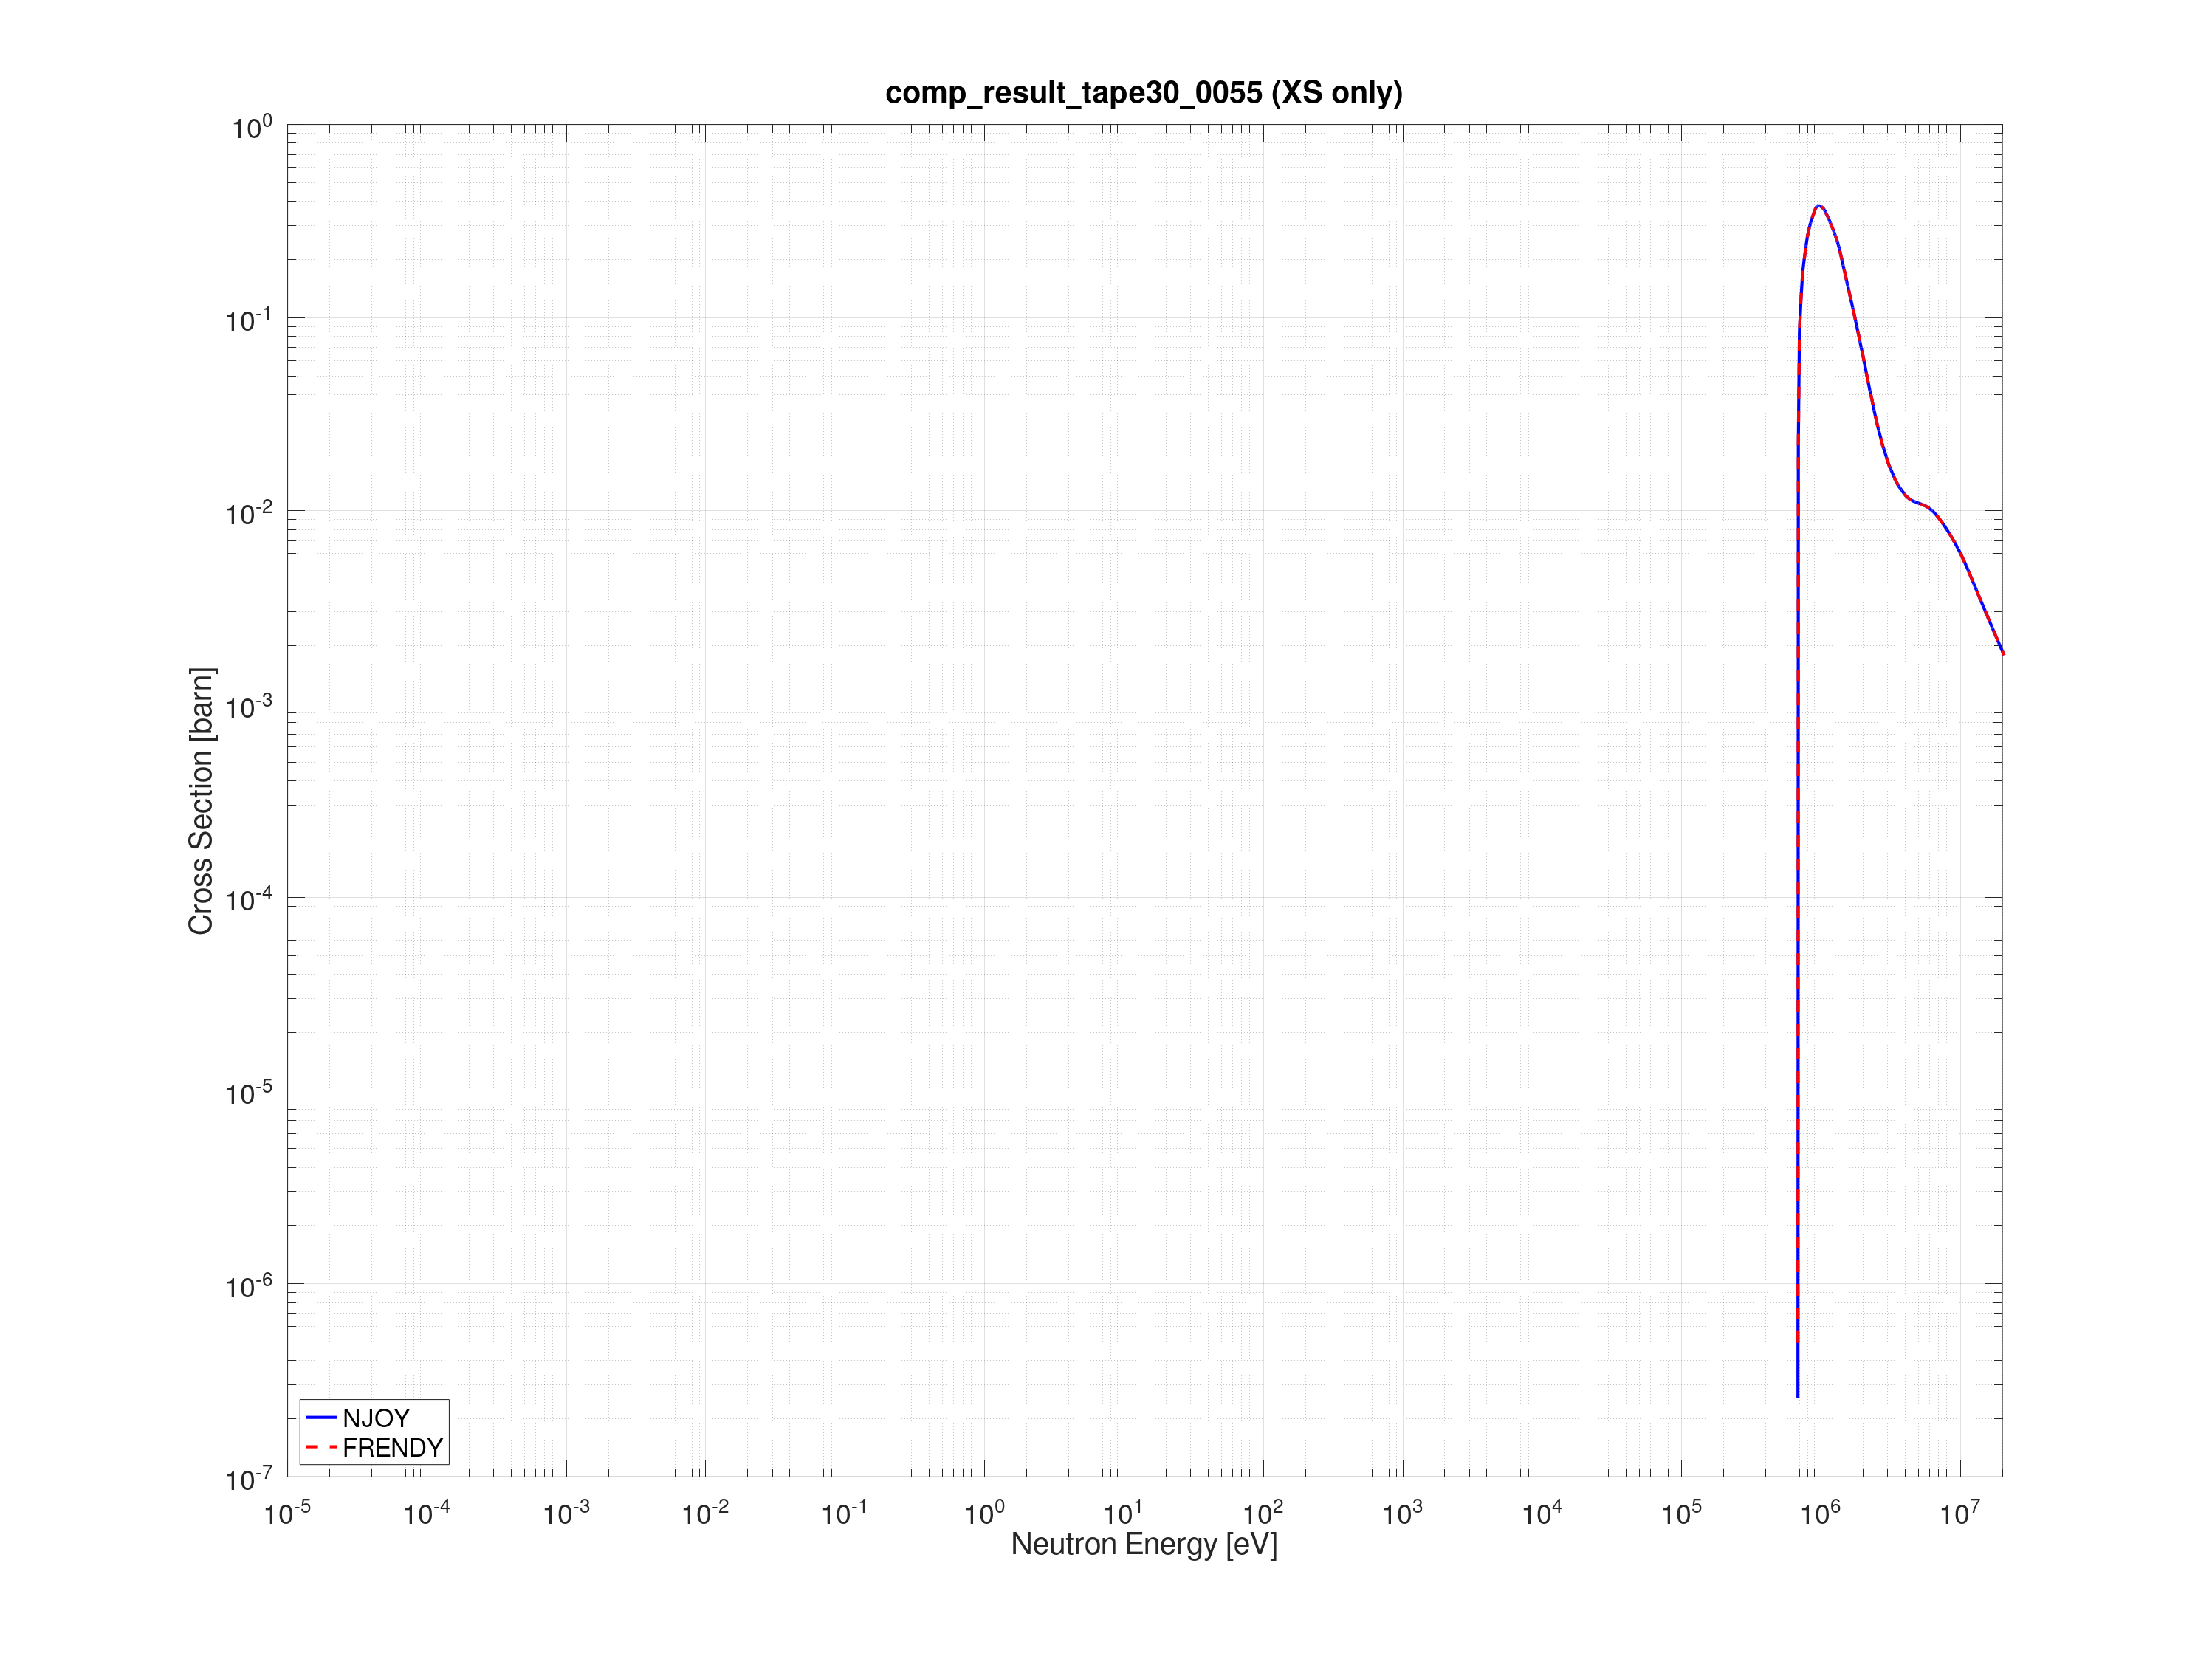 comp_result_tape30_0055 (XS only)
10^0
10^-1
10^-2
10^-3
10^-4
10^-5
10^-6
10^-7
Cross Section [barn]
NJOY
FRENDY
10^-5 10^-4 10^-3 10^-2 10^-1 10^0 10^1 10^2 10^3 10^4 10^5 10^6 10^7
Neutron Energy [eV]